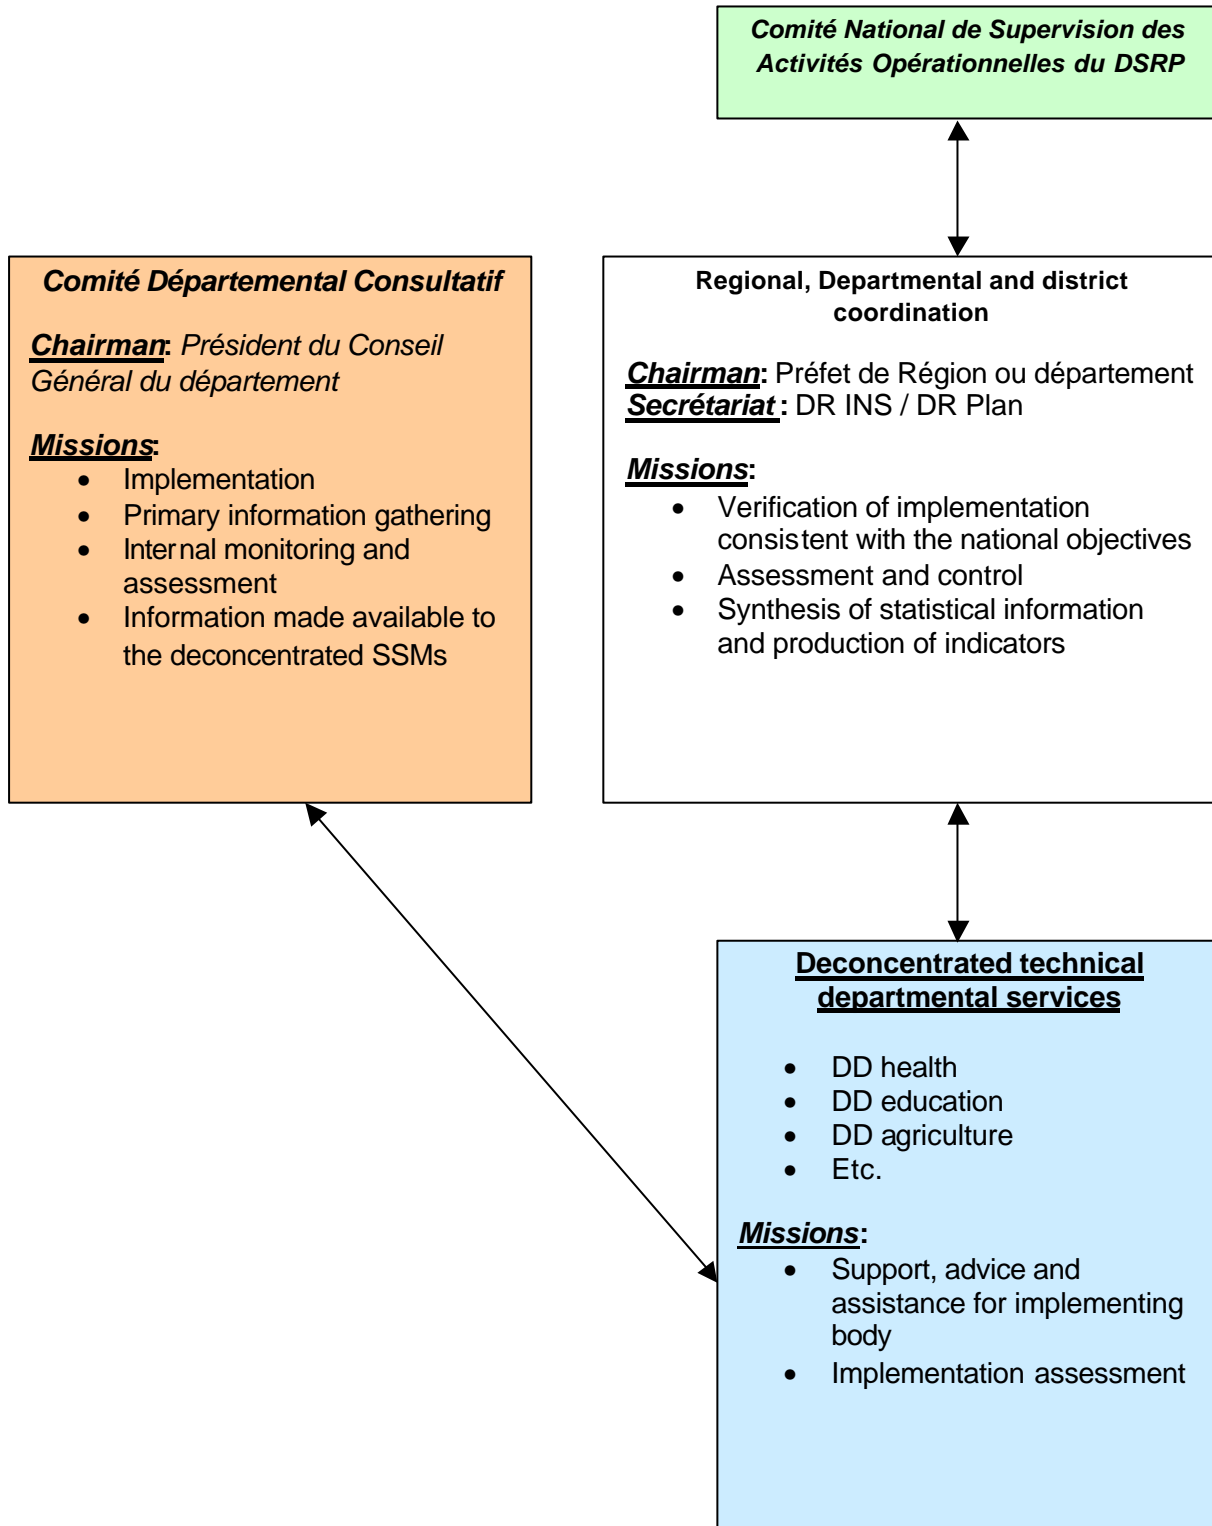 Comité National de Supervision des
Activités Opérationnelles du DSRP
Comité Départemental Consultatif
Chairman: Président du Conseil
Général du département
Missions:
• Implementation
• Primary information gathering
• Internal monitoring and
assessment
• Information made available to
the deconcentrated SSMs
Regional, Departmental and district
coordination
Chairman: Préfet de Région ou département
Secrétariat : DR INS / DR Plan
Missions:
• Verification of implementation
consistent with the national objectives
• Assessment and control
• Synthesis of statistical information
and production of indicators
Deconcentrated technical
departmental services
• DD health
• DD education
• DD agriculture
• Etc.
Missions:
• Support, advice and
assistance for implementing
body
• Implementation assessment